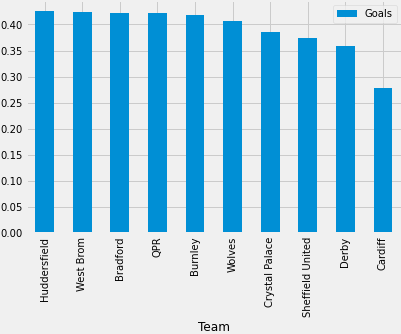 Goals
0.40
0.35
0.30
0.25
0.20
0.15
0.10
0.05
0.00
Huddersfield
West Brom
Bradford
QPR
Burnley
Wolves
Crystal Palace
Sheffield United
Derby
Cardiff
Team